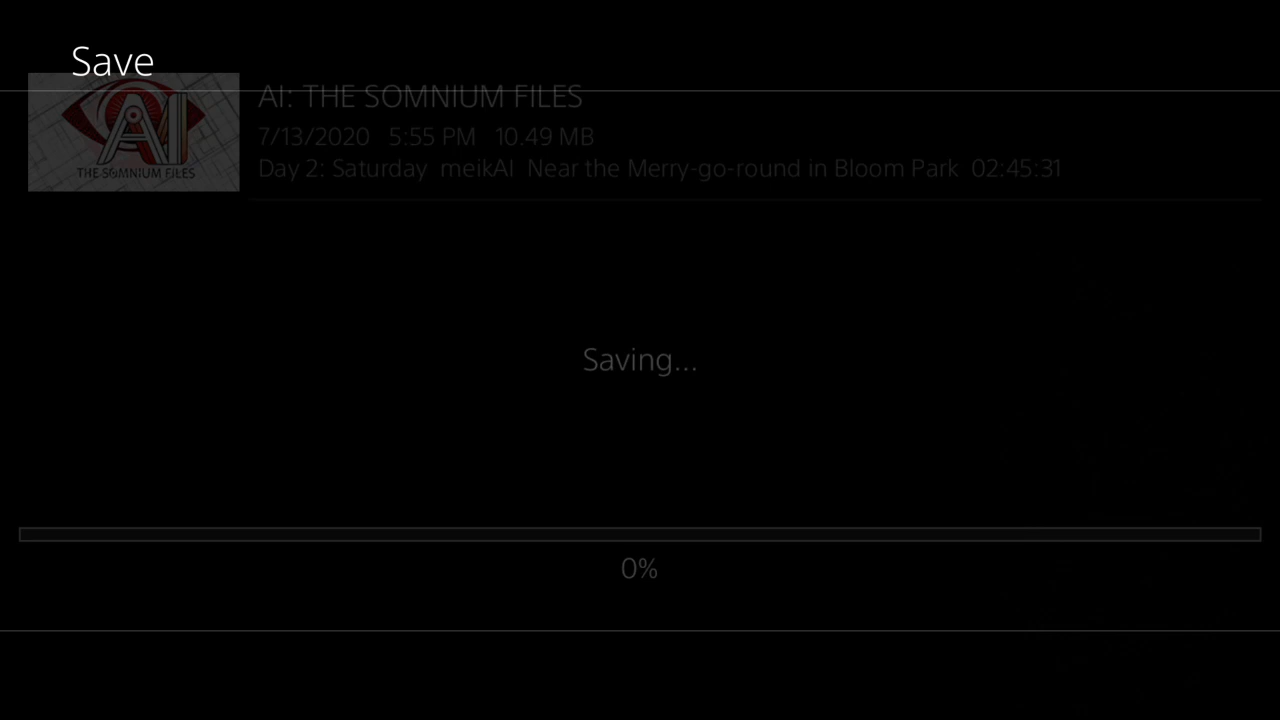 Save
AI
THE SOMNIUM FILES
AI: THE SOMNIUM FILES
7/13/2020 5:55 PM 10.49 MB
Day 2: Saturday meikAI Near the Merry-go-round in Bloom Park 02:45:31
Saving...
0%